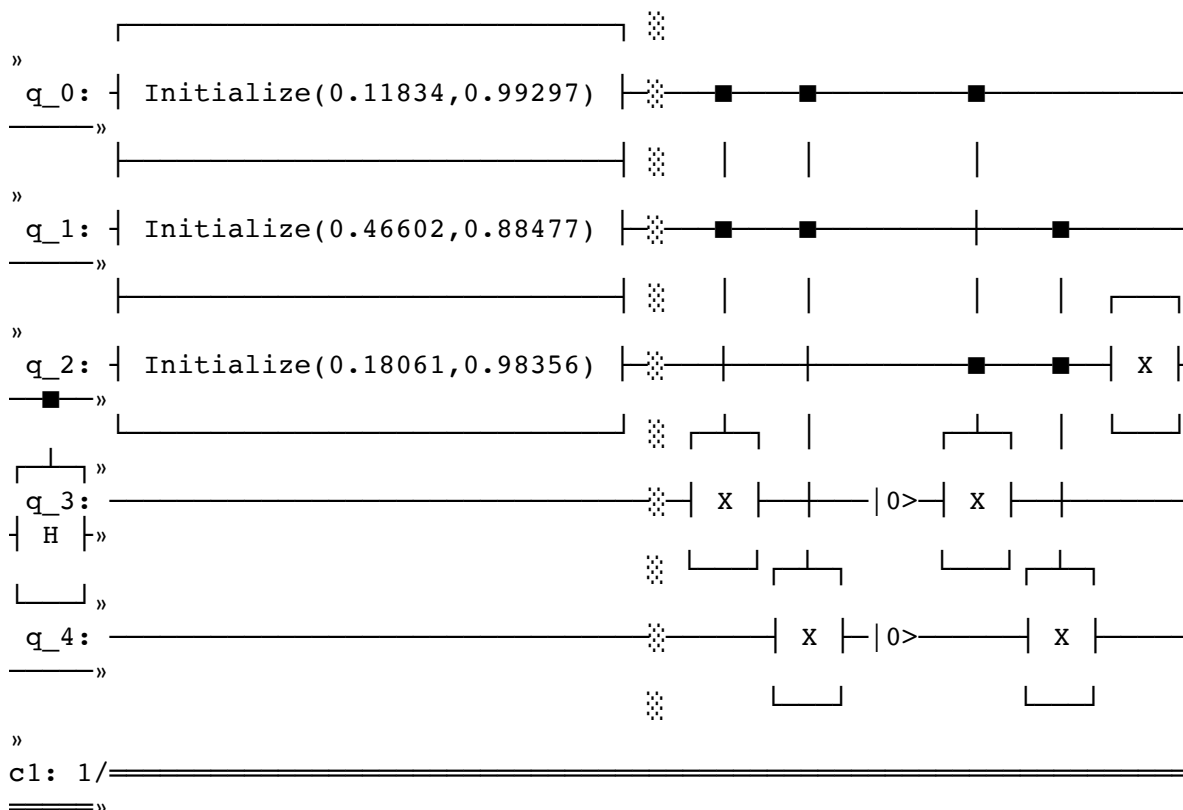 »
q_0: Initialize(0.11834,0.99297)
»
»
q_1: Initialize(0.46602,0.88477)
»
»
q_2: Initialize(0.18061,0.98356) X
»
»
q_3: X |0> X
H »
»
q_4: X |0> X
»
»
c1: 1/
»